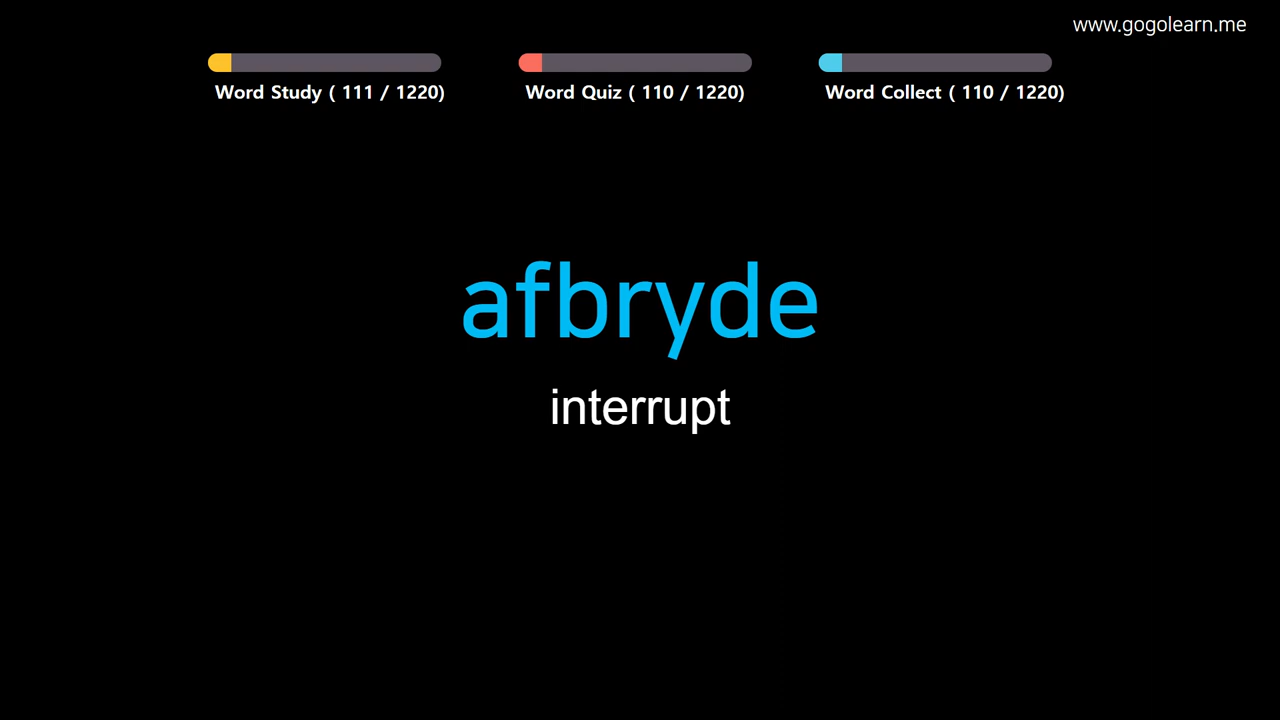 www.gogolearn.me
Word Study ( 111 / 1220)
Word Quiz ( 110 / 1220)
Word Collect ( 110 / 1220)
afbryde
interrupt